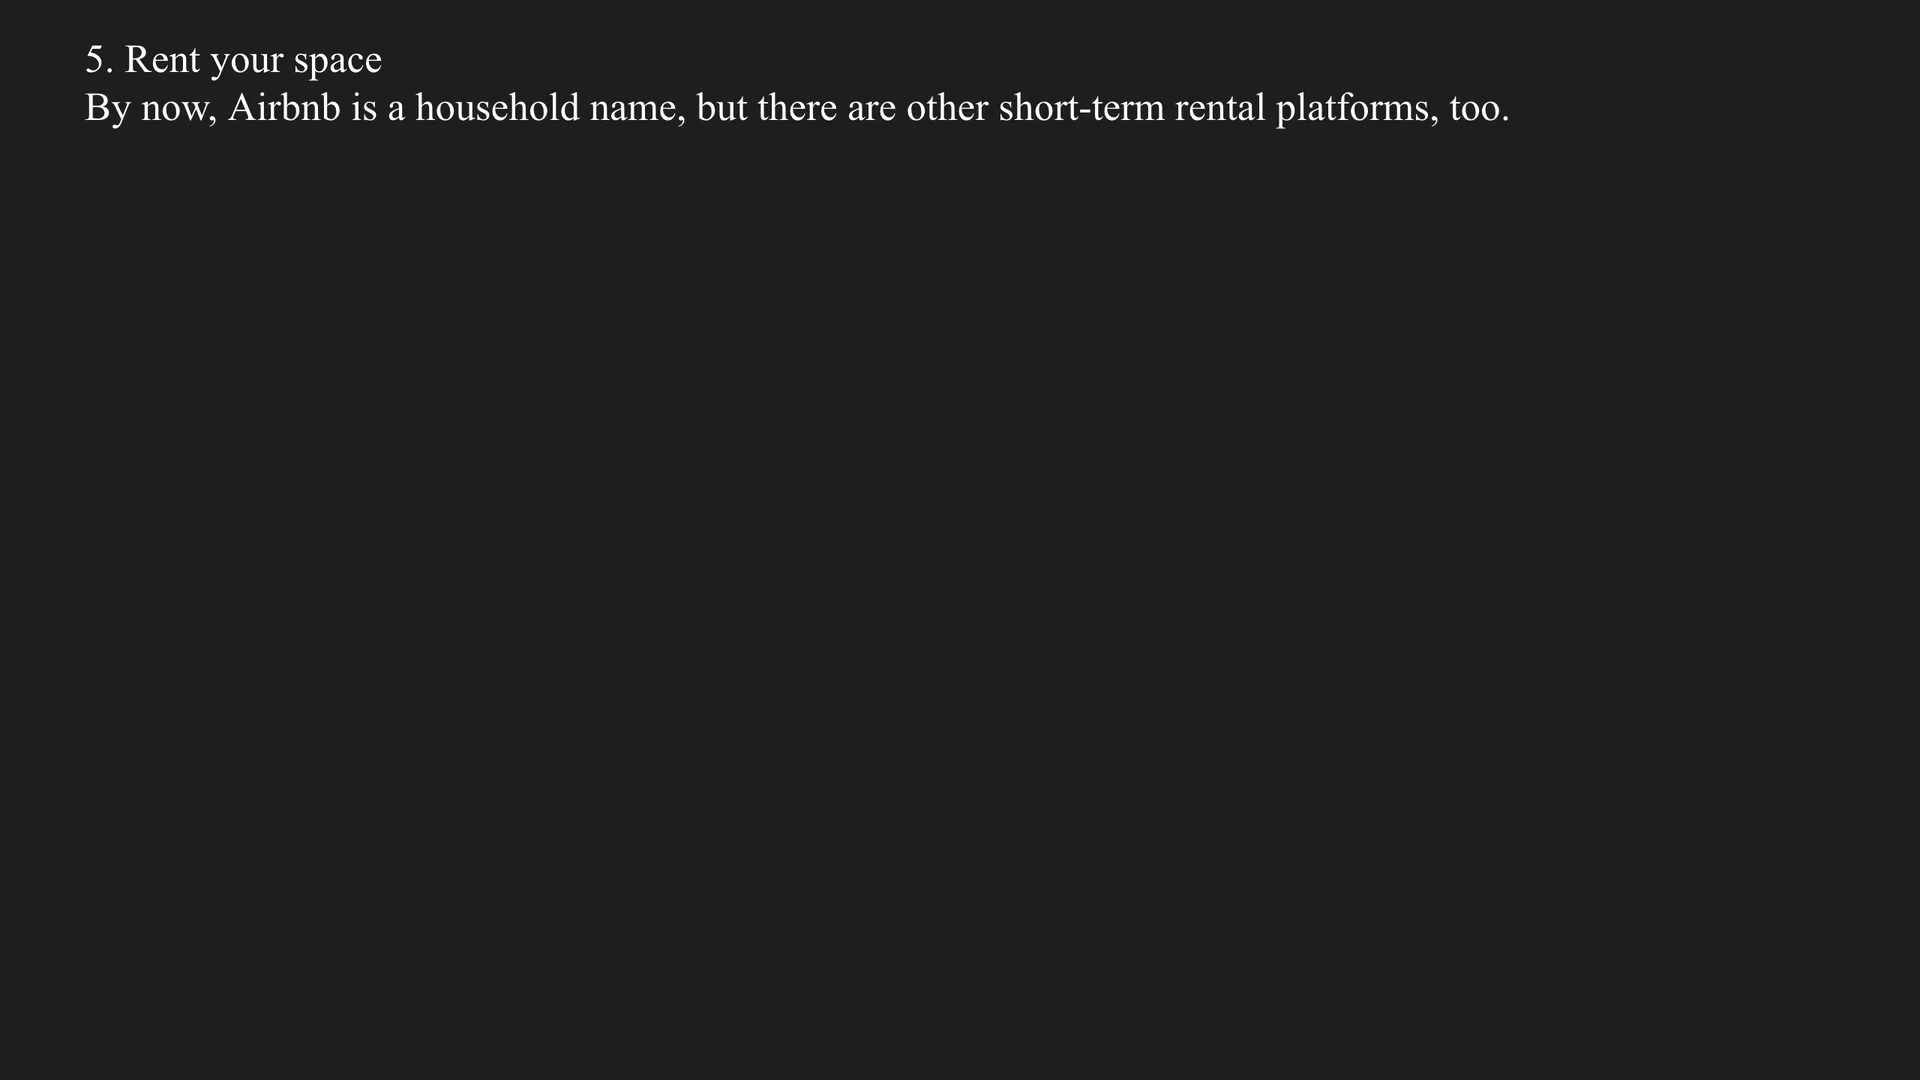 5. Rent your space
By now, Airbnb is a household name, but there are other short-term rental platforms, too.